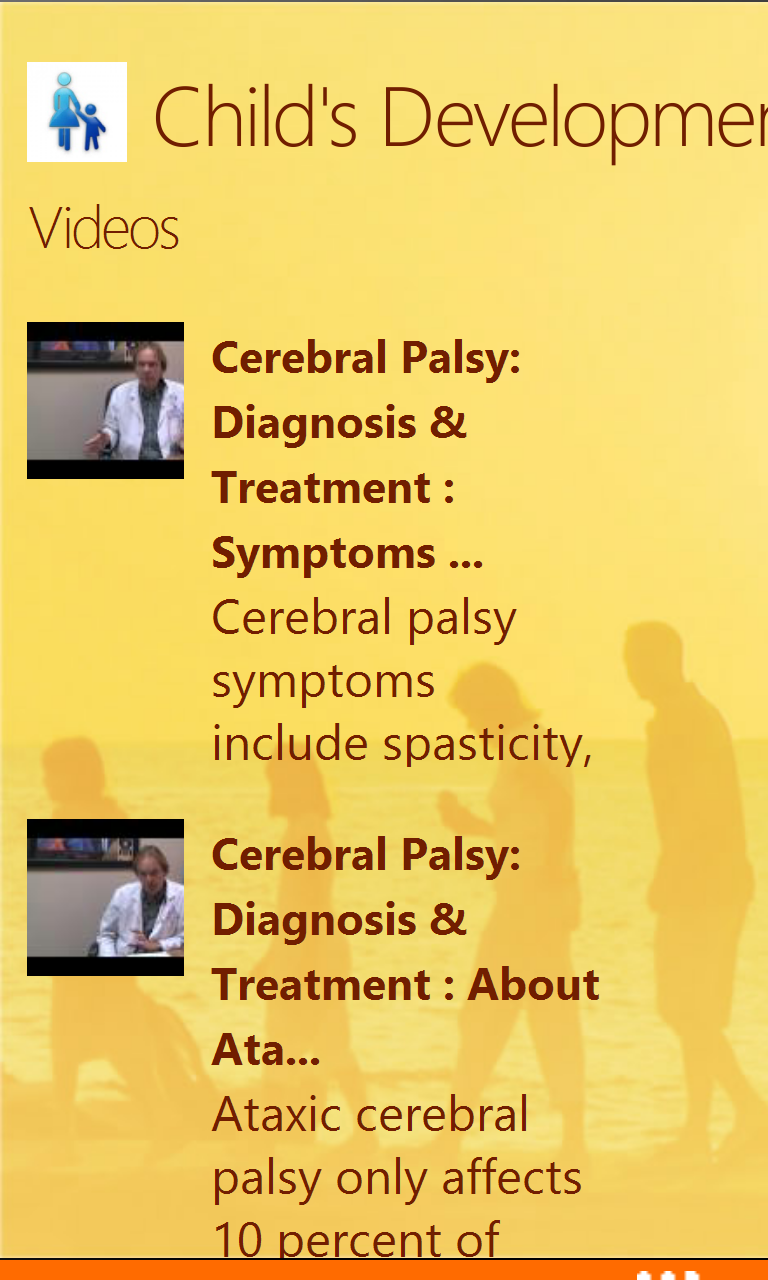 Child's Developmen
Videos
Cerebral Palsy:
Diagnosis &
Treatment :
Symptoms ...
Cerebral palsy
symptoms
include spasticity,
Cerebral Palsy:
Diagnosis &
Treatment : About
Ata...
Ataxic cerebral
palsy only affects
10 percent of